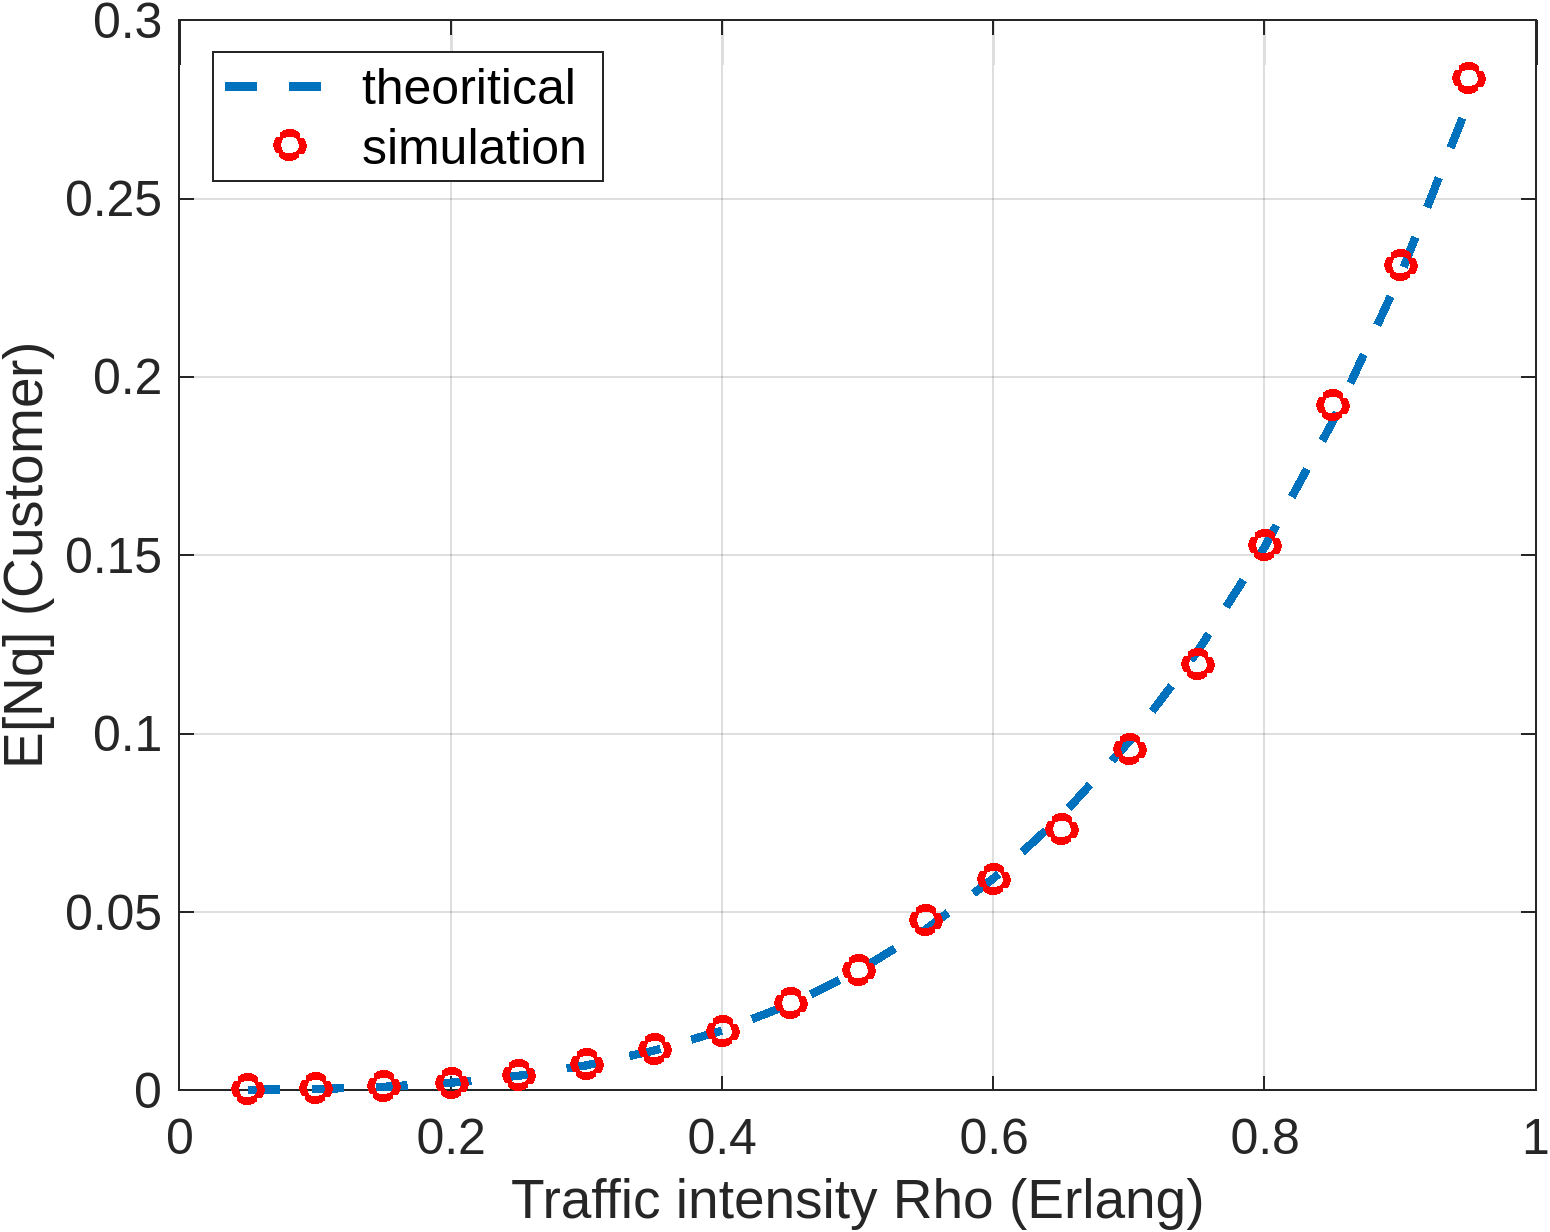 0.3
0.25
0.2
0.15
0.1
0.05
0
E[Nq] (Customer)
theoritical
simulation
0 0.2 0.4 0.6 0.8 1
Traffic intensity Rho (Erlang)